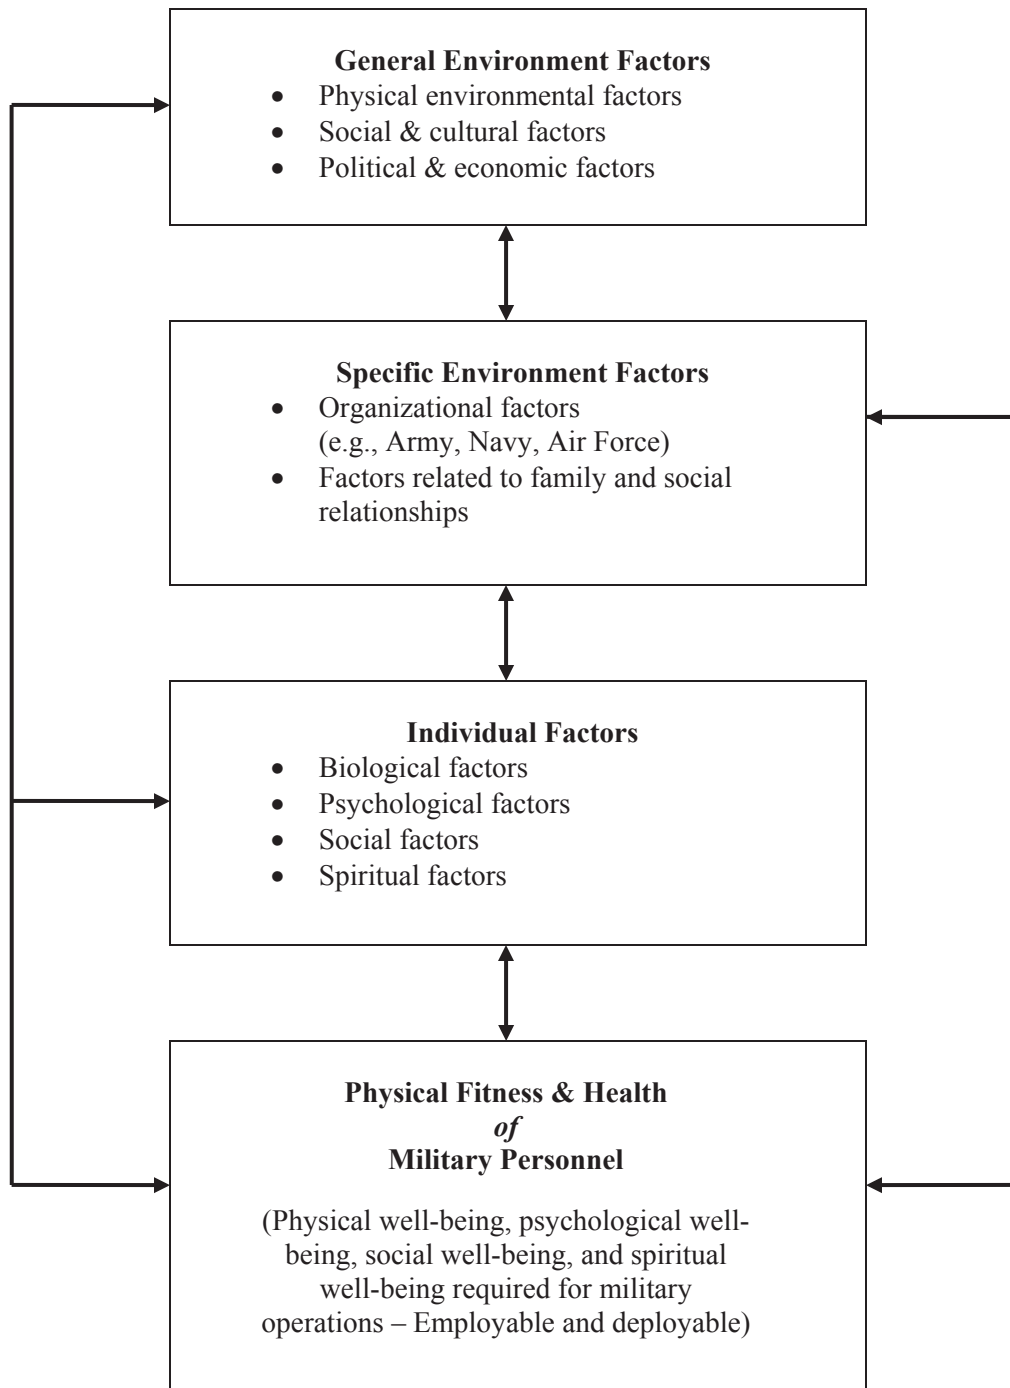 General Environment Factors
• Physical environmental factors
• Social & cultural factors
• Political & economic factors
Specific Environment Factors
• Organizational factors
(e.g., Army, Navy, Air Force)
• Factors related to family and social
relationships
Individual Factors
• Biological factors
• Psychological factors
• Social factors
• Spiritual factors
Physical Fitness & Health
of
Military Personnel
(Physical well-being, psychological well-
being, social well-being, and spiritual
well-being required for military
operations – Employable and deployable)